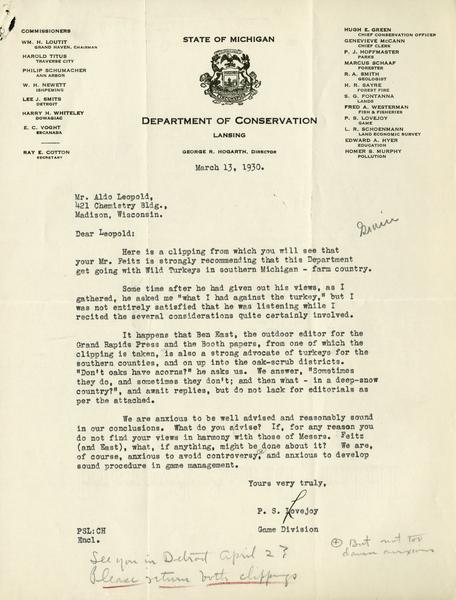 COMMISSIONERS
WM. H. LOUTIT
GRAND HAVEN, CHAIRMAN
HAROLD TITUS
TRAVERSE CITY
PHILIP SCHUMACHER
ANN ARBOR
W. H. NEWETT
ISHPEMING
LEE J. SMITS
DETROIT
HARRY H. WHITELEY
DOWAGIAC
E. C. VOGHT
ESCANABA
RAY E. COTTON
SECRETARY
STATE OF MICHIGAN
DEPARTMENT OF CONSERVATION
LANSING
GEORGE R. HOGARTH, DIRECTOR
HUGH E. GREEN
CHIEF CONSERVATION OFFICER
GENEVIEVE McCANN
CHIEF CLERK
P. J. HOFFMASTER
PARKS
MARCUS SCHAAF
FORESTER
R. A. SMITH
GEOLOGIST
H. R. SAYRE
FOREST FIRE
S. G. FONTANNA
LANDS
FRED A. WESTERMAN
FISH & FISHERIES
P. S. LOVEJOY
GAME
L. R. SCHOENMANN
LAND ECONOMIC SURVEY
EDWARD A. HYER
EDUCATION
HOMER S. MURPHY
POLLUTION
March 13, 1930.
Mr. Aldo Leopold,
421 Chemistry Bldg.,
Madison, Wisconsin.
Dear Leopold:
Here is a clipping from which you will see that
your Mr. Feitz is strongly recommending that this Department
get going with Wild Turkeys in southern Michigan - farm country.
Some time after he had given out his views, as I
gathered, he asked me "what I had against the turkey," but I
was not entirely satisfied that he was listening while I
recited the several considerations quite certainly involved.
It happens that Ben East, the outdoor editor for the
Grand Rapids Press and the Booth papers, from one of which the
clipping is taken, is also a strong advocate of turkeys for the
southern counties, and on up into the oak-scrub districts.
"Don't oaks have acorns?" he asks us. We answer, "Sometimes
they do, and sometimes they don't; and then what - in a deep-snow
country?", and await replies, but do not lack for editorials as
per the attached.
We are anxious to be well advised and reasonably sound
in our conclusions. What do you advise? If, for any reason you
do not find your views in harmony with those of Messrs. Feitz
(and East), what, if anything, might be done about it? We are,
of course, anxious to avoid controversy, and anxious to develop
sound procedure in game management.
Yours very truly,
P. S. Lovejoy
Game Division
PSL:CH
Encl.
But not too
damn anxious
See you in Detroit April 2?
Please return both clippings